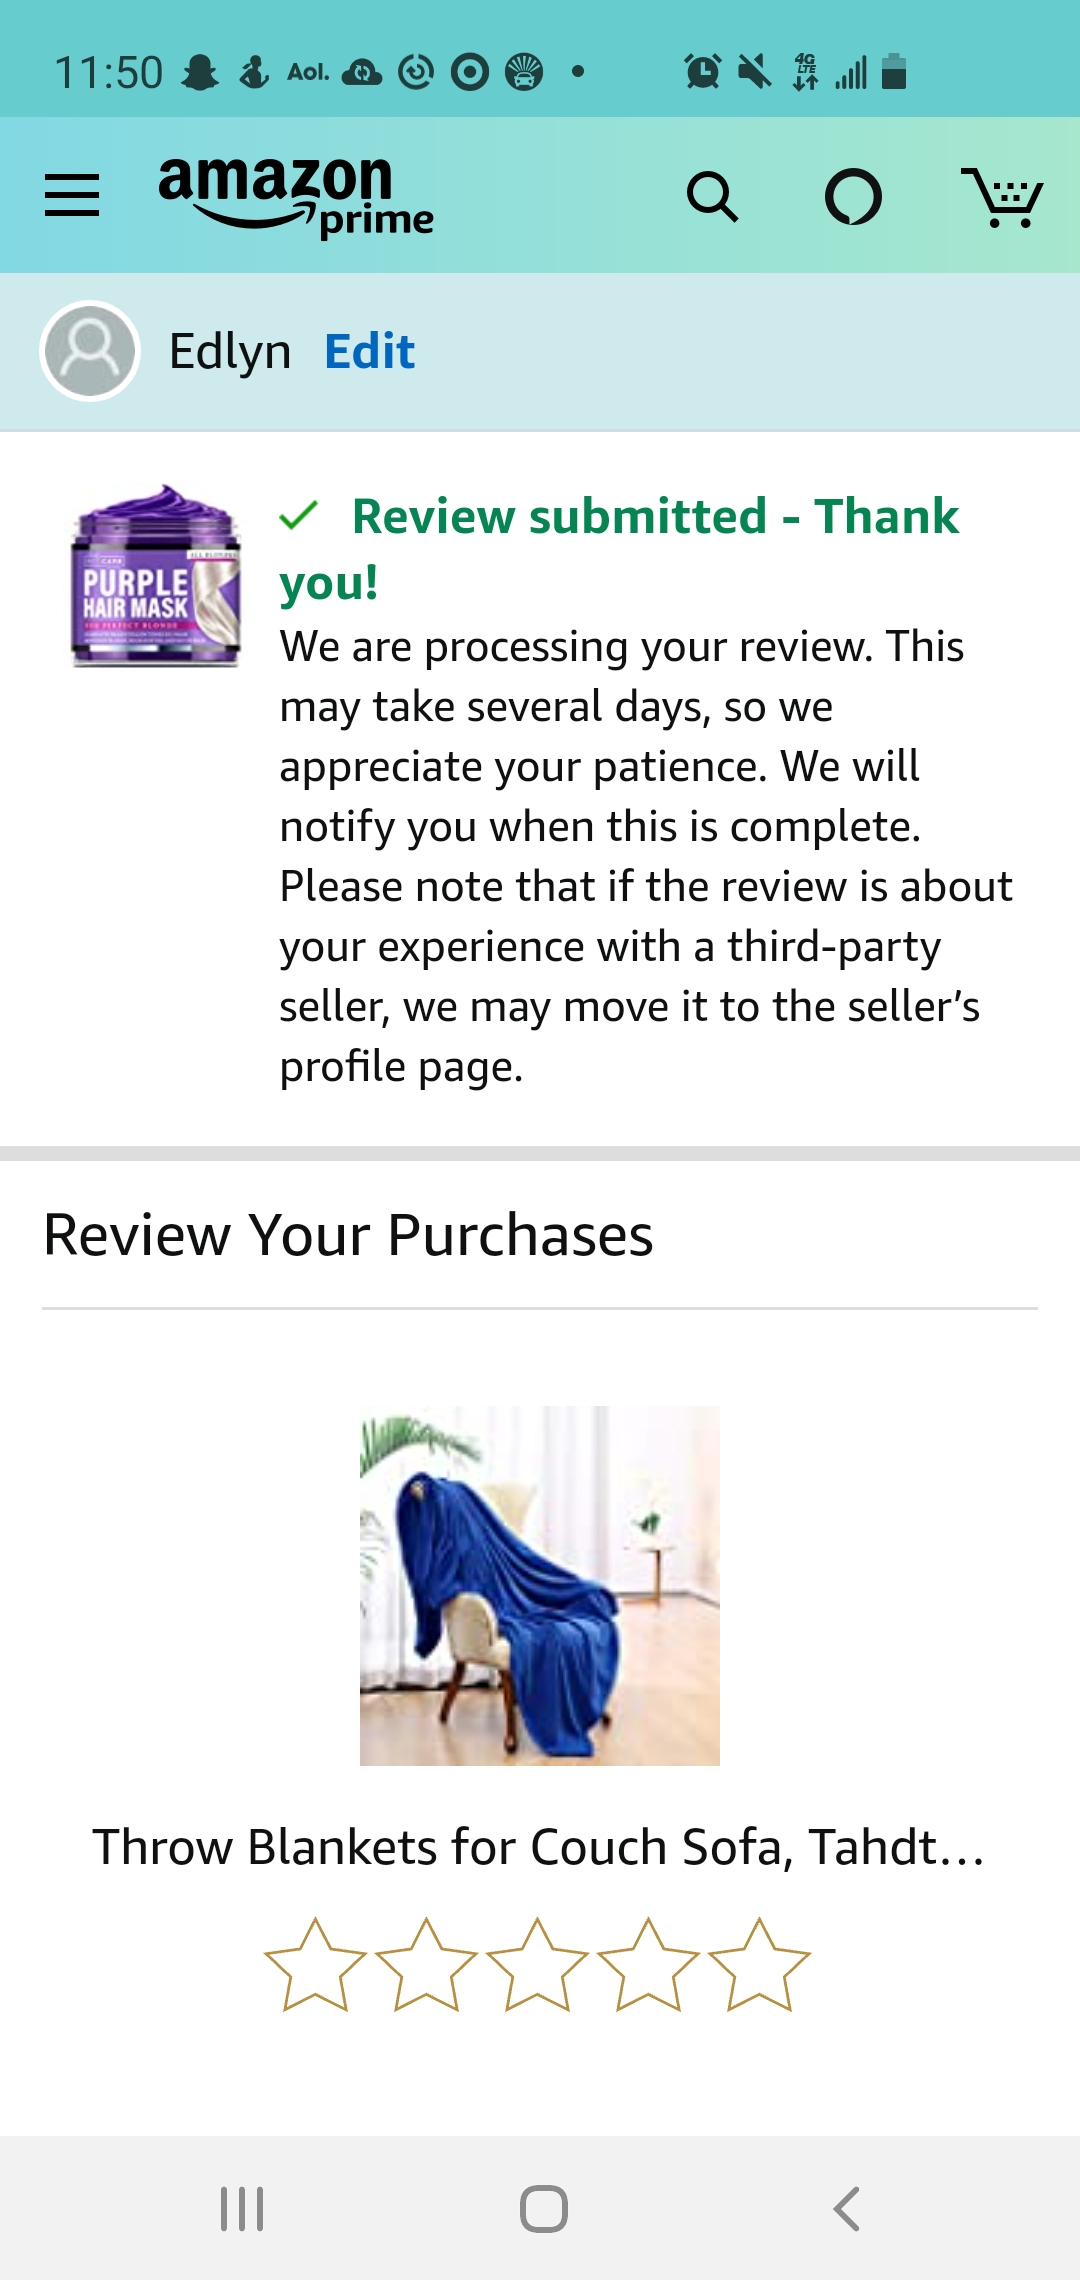 11:50 Aol. 4G LTE
amazon prime
Edlyn Edit
PURPLE
HAIR MASK
Review submitted - Thank
you!
We are processing your review. This
may take several days, so we
appreciate your patience. We will
notify you when this is complete.
Please note that if the review is about
your experience with a third-party
seller, we may move it to the seller’s
profile page.
Review Your Purchases
Throw Blankets for Couch Sofa, Tahdt...